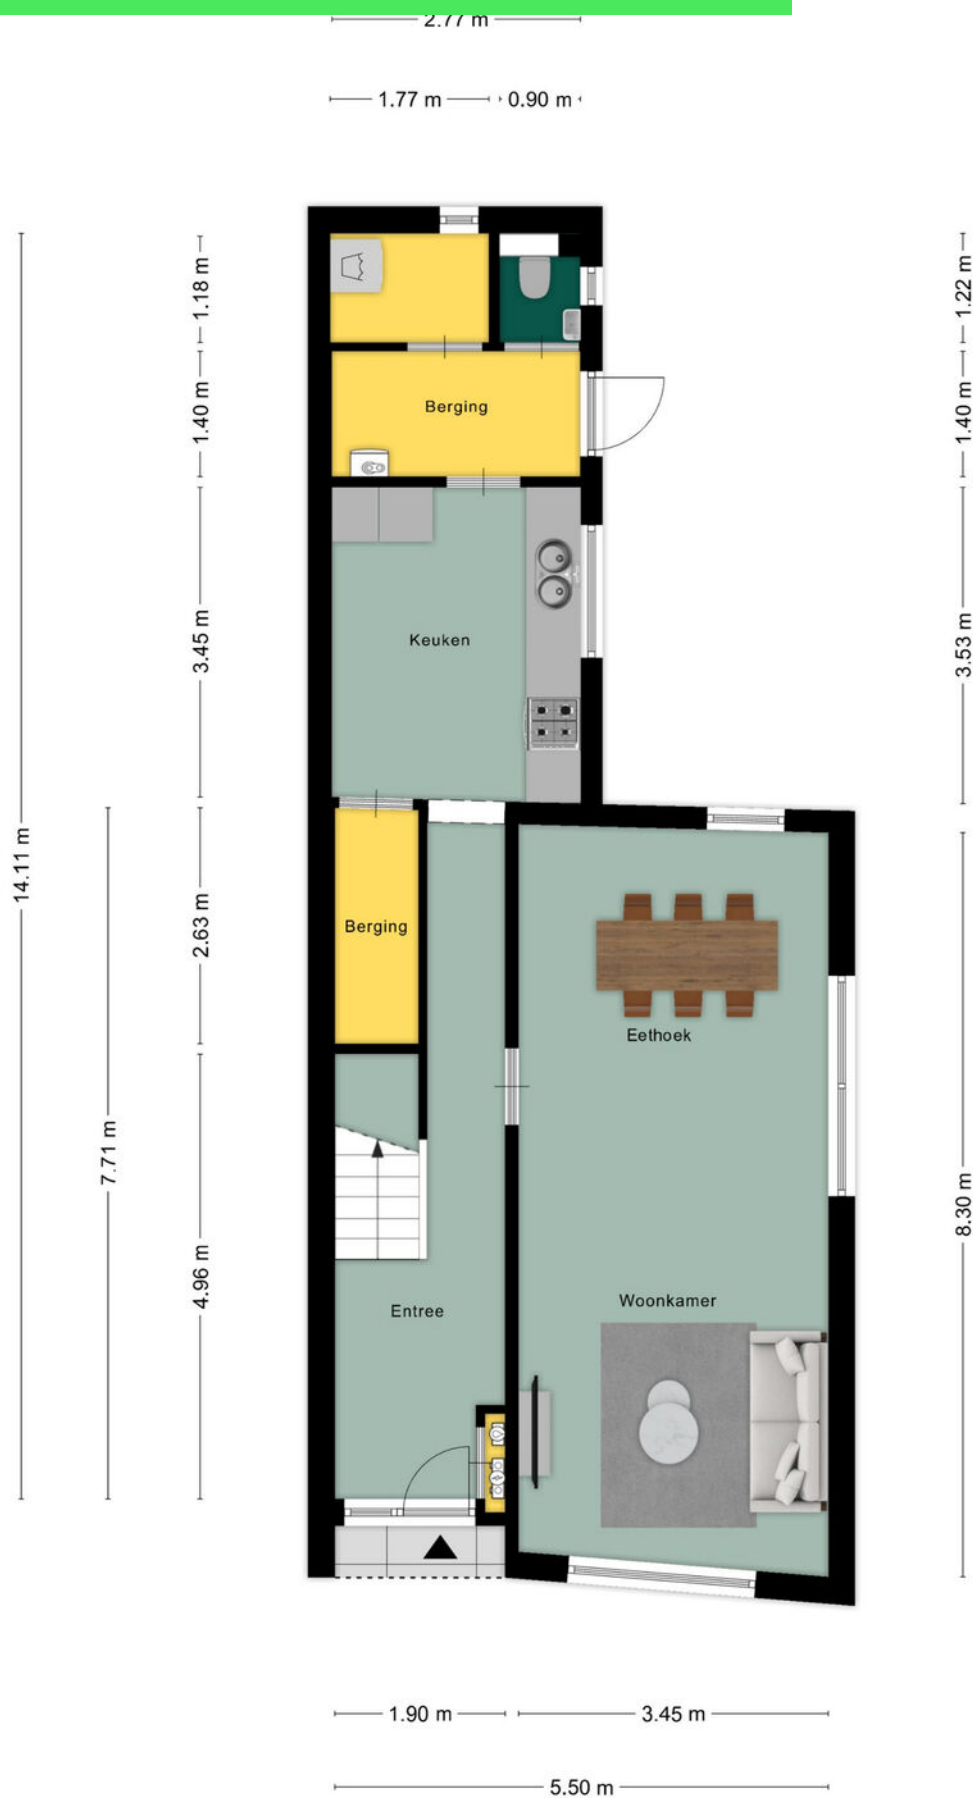 2.77 m
1.77 m
0.90 m
1.18 m
1.22 m
1.40 m
Berging
1.40 m
3.45 m
Keuken
3.53 m
14.11 m
2.63 m
Berging
Eethoek
7.71 m
8.30 m
4.96 m
Entree
Woonkamer
1.90 m
3.45 m
5.50 m